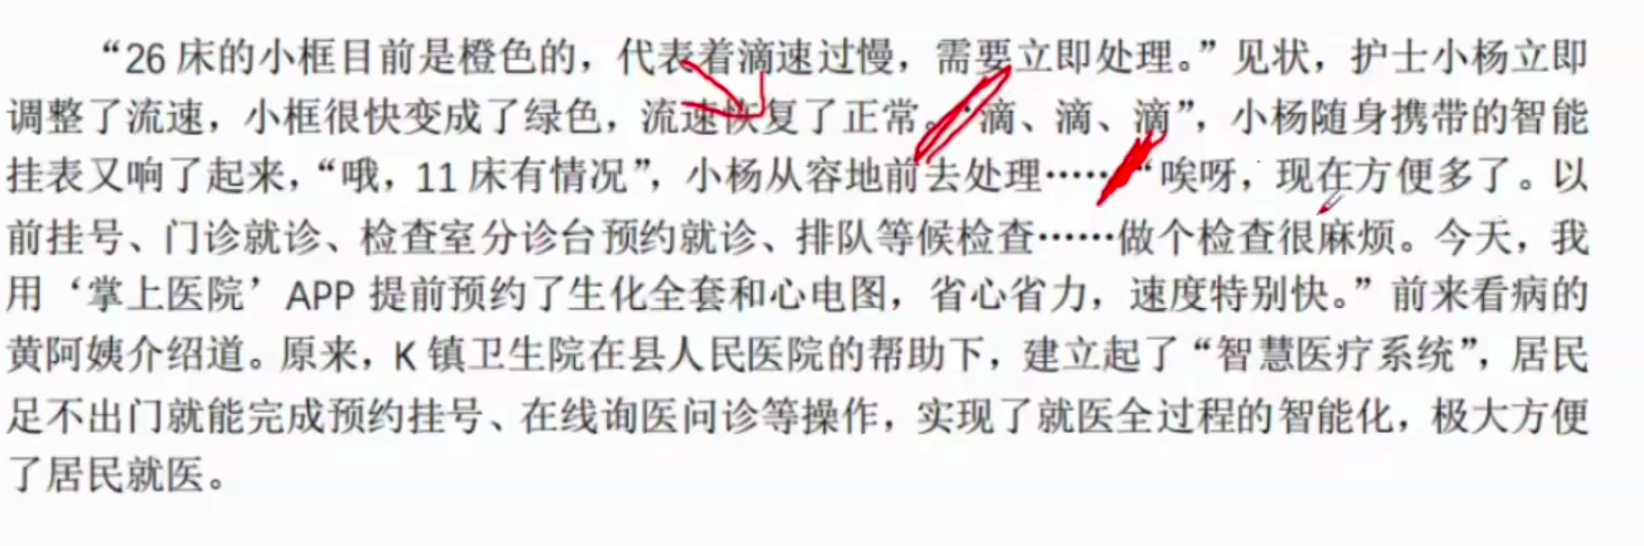 “26 床的小框目前是橙色的，代表着滴速过慢，需要立即处理。”见状，护士小杨立即
调整了流速，小框很快变成了绿色，流速恢复了正常。“滴、滴、滴”，小杨随身携带的智能
挂表又响了起来，“哦，11 床有情况”，小杨从容地前去处理……“唉呀，现在方便多了。以
前挂号、门诊就诊、检查室分诊台预约就诊、排队等候检查……做个检查很麻烦。今天，我
用‘掌上医院’APP 提前预约了生化全套和心电图，省心省力，速度特别快。”前来看病的
黄阿姨介绍道。原来，K 镇卫生院在县人民医院的帮助下，建立起了“智慧医疗系统”，居民
足不出门就能完成预约挂号、在线询医问诊等操作，实现了就医全过程的智能化，极大方便
了居民就医。